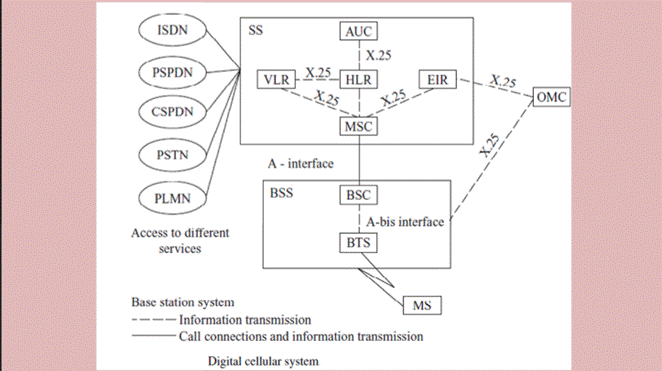 ISDN
PSPDN
CSPDN
PSTN
PLMN
Access to different
services
SS
AUC
X.25
VLR
X.25
HLR
EIR
X.25
X.25
MSC
X.25
OMC
X.25
A - interface
BSS
BSC
A-bis interface
BTS
MS
Base station system
Information transmission
Call connections and information transmission
Digital cellular system